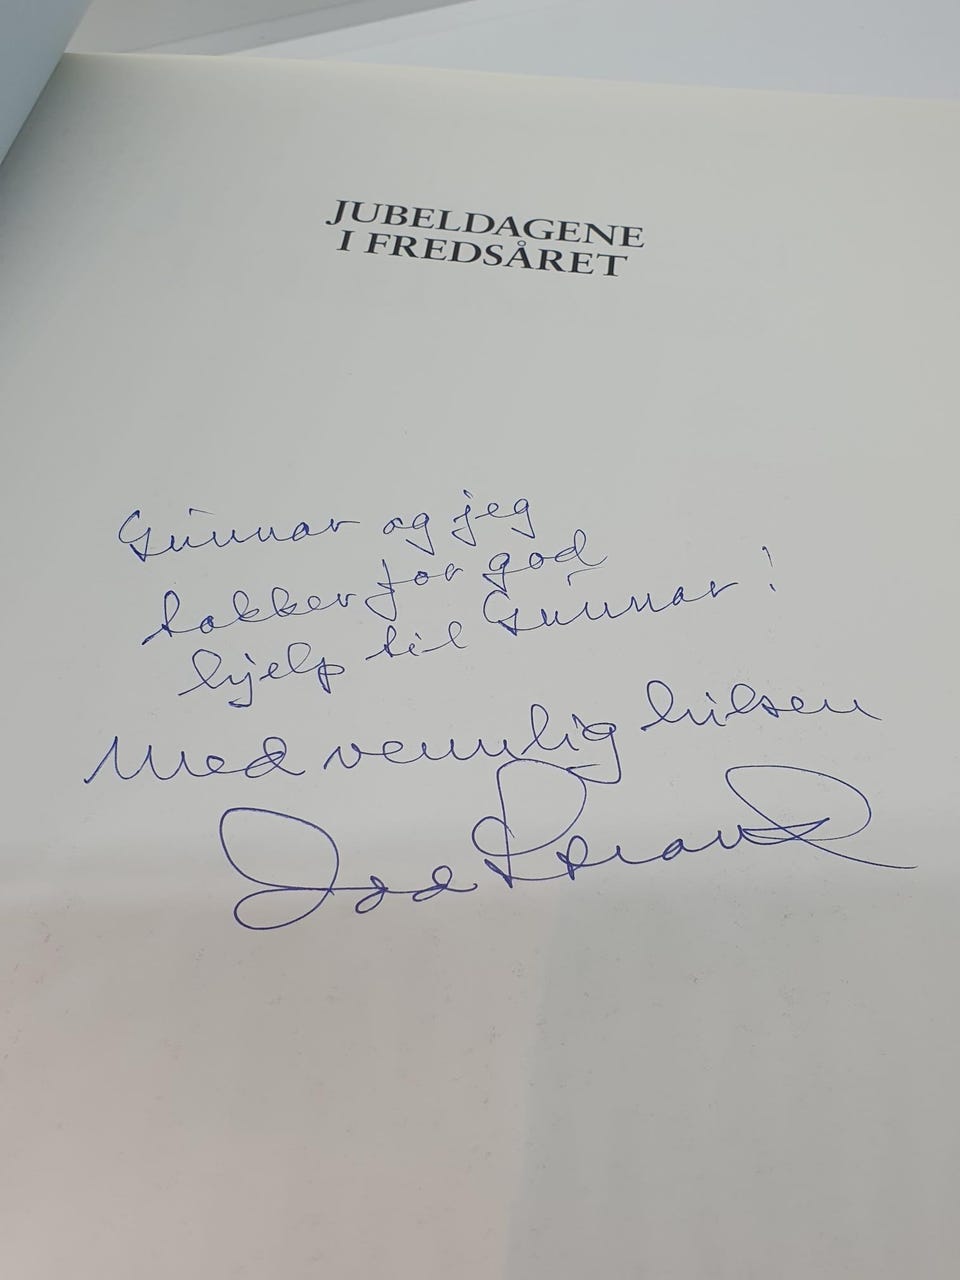 JUBELDAGENE
I FREDSÅRET
Gunnar og jeg
takker for god
hjelp til Gunnar!
Med vennlig hilsen